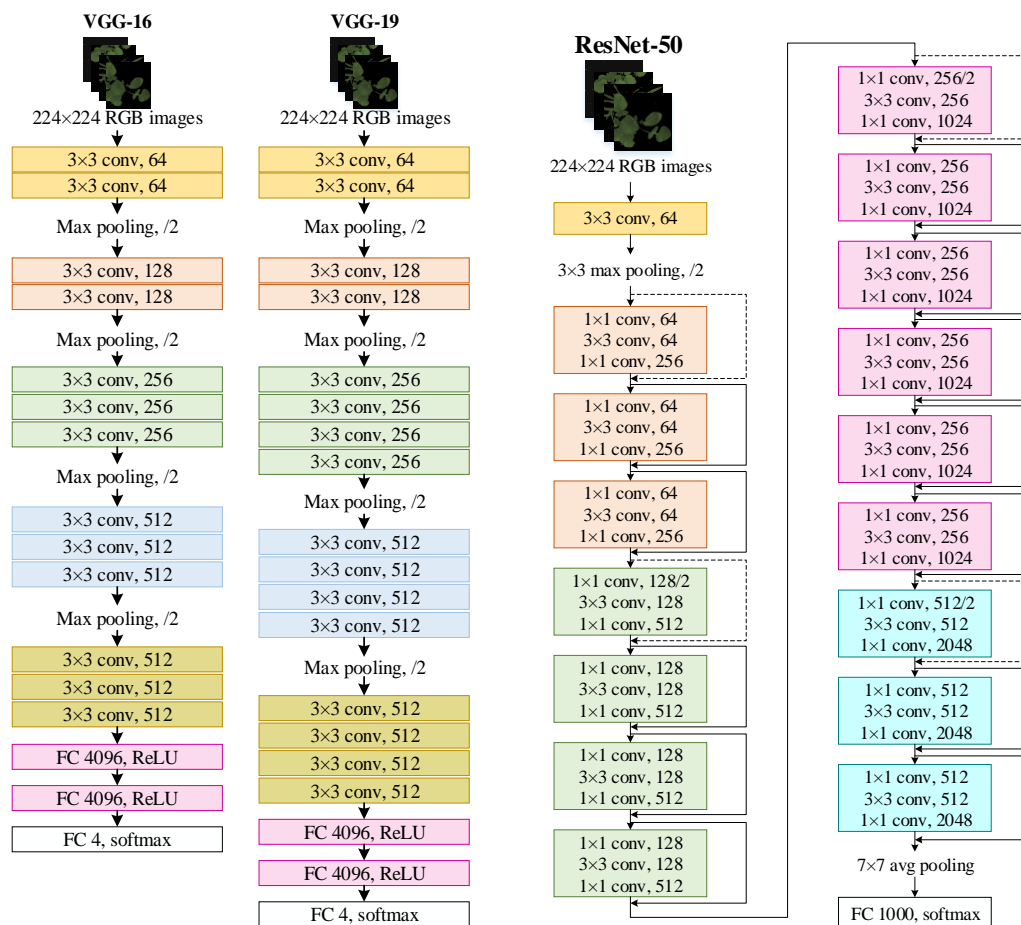 VGG-16
224×224 RGB images
3×3 conv, 64
3×3 conv, 64
Max pooling, /2
3×3 conv, 128
3×3 conv, 128
Max pooling, /2
3×3 conv, 256
3×3 conv, 256
3×3 conv, 256
Max pooling, /2
3×3 conv, 512
3×3 conv, 512
3×3 conv, 512
Max pooling, /2
3×3 conv, 512
3×3 conv, 512
3×3 conv, 512
FC 4096, ReLU
FC 4096, ReLU
FC 4, softmax
VGG-19
224×224 RGB images
3×3 conv, 64
3×3 conv, 64
Max pooling, /2
3×3 conv, 128
3×3 conv, 128
Max pooling, /2
3×3 conv, 256
3×3 conv, 256
3×3 conv, 256
3×3 conv, 256
Max pooling, /2
3×3 conv, 512
3×3 conv, 512
3×3 conv, 512
3×3 conv, 512
Max pooling, /2
3×3 conv, 512
3×3 conv, 512
3×3 conv, 512
3×3 conv, 512
FC 4096, ReLU
FC 4096, ReLU
FC 4, softmax
ResNet-50
224×224 RGB images
3×3 conv, 64
3×3 max pooling, /2
1×1 conv, 64
3×3 conv, 64
1×1 conv, 256
1×1 conv, 64
3×3 conv, 64
1×1 conv, 256
1×1 conv, 64
3×3 conv, 64
1×1 conv, 256
1×1 conv, 128/2
3×3 conv, 128
1×1 conv, 512
1×1 conv, 128
3×3 conv, 128
1×1 conv, 512
1×1 conv, 128
3×3 conv, 128
1×1 conv, 512
1×1 conv, 128
3×3 conv, 128
1×1 conv, 512
1×1 conv, 256/2
3×3 conv, 256
1×1 conv, 1024
1×1 conv, 256
3×3 conv, 256
1×1 conv, 1024
1×1 conv, 256
3×3 conv, 256
1×1 conv, 1024
1×1 conv, 256
3×3 conv, 256
1×1 conv, 1024
1×1 conv, 256
3×3 conv, 256
1×1 conv, 1024
1×1 conv, 256
3×3 conv, 256
1×1 conv, 1024
1×1 conv, 512/2
3×3 conv, 512
1×1 conv, 2048
1×1 conv, 512
3×3 conv, 512
1×1 conv, 2048
1×1 conv, 512
3×3 conv, 512
1×1 conv, 2048
7×7 avg pooling
FC 1000, softmax